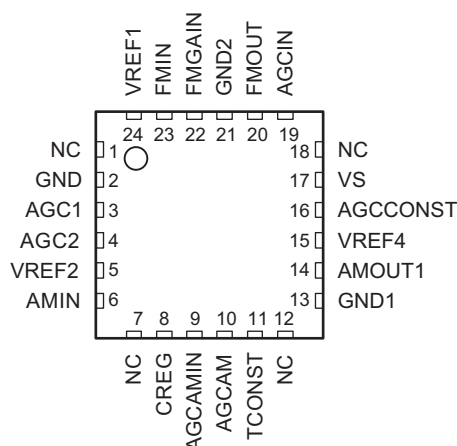 VREF1
FMIN
FMGAIN
GND2
FMOUT
AGCIN
24 23 22 21 20 19
NC 1 18 NC
GND 2 17 VS
AGC1 3 16 AGCCONST
AGC2 4 15 VREF4
VREF2 5 14 AMOUT1
AMIN 6 13 GND1
7 8 9 10 11 12
NC
CREG
AGCAMIN
AGCAM
TCONST
NC